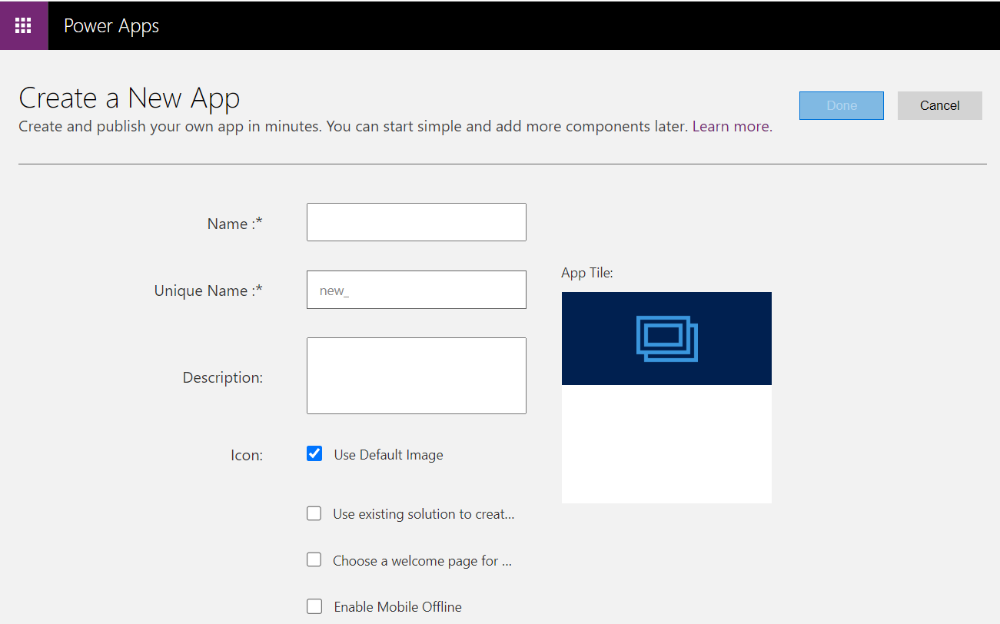 Power Apps
Create a New App
Done
Cancel
Create and publish your own app in minutes. You can start simple and add more components later. Learn more.
Name :*
Unique Name :*
new_
App Tile:
Description:
Icon:
Use Default Image
Use existing solution to creat...
Choose a welcome page for ...
Enable Mobile Offline